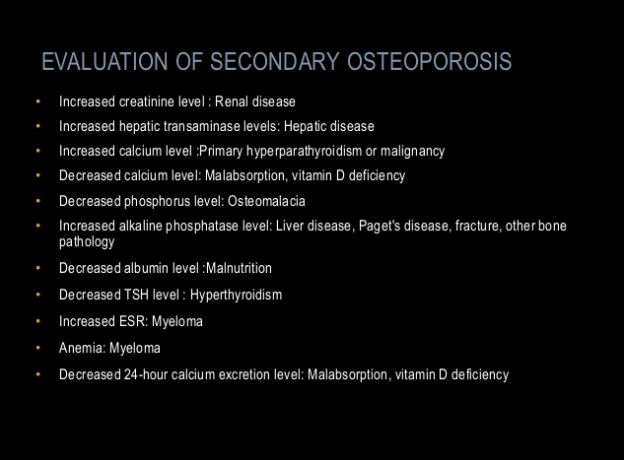 EVALUATION OF SECONDARY OSTEOPOROSIS
• Increased creatinine level : Renal disease
• Increased hepatic transaminase levels: Hepatic disease
• Increased calcium level :Primary hyperparathyroidism or malignancy
• Decreased calcium level: Malabsorption, vitamin D deficiency
• Decreased phosphorus level: Osteomalacia
• Increased alkaline phosphatase level: Liver disease, Paget's disease, fracture, other bone
pathology
• Decreased albumin level :Malnutrition
• Decreased TSH level : Hyperthyroidism
• Increased ESR: Myeloma
• Anemia: Myeloma
• Decreased 24-hour calcium excretion level: Malabsorption, vitamin D deficiency